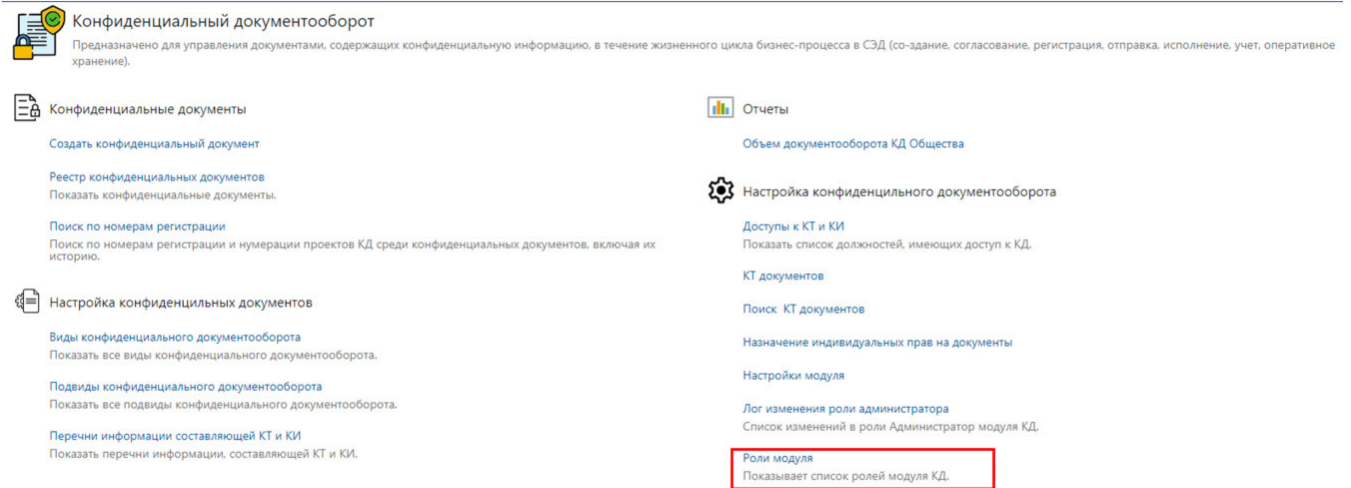 Конфиденциальный документооборот
Предназначено для управления документами, содержащих конфиденциальную информацию, в течение жизненного цикла бизнес-процесса в СЭД (со-здание, согласование, регистрация, отправка, исполнение, учет, оперативное
хранение).
Конфиденциальные документы
Создать конфиденциальный документ
Реестр конфиденциальных документов
Показать конфиденциальные документы.
Поиск по номерам регистрации
Поиск по номерам регистрации и нумерации проектов КД среди конфиденциальных документов, включая их
историю.
Настройка конфиденцильных документов
Виды конфиденциального документооборота
Показать все виды конфиденциального документооборота.
Подвиды конфиденциального документооборота
Показать все подвиды конфиденциального документооборота.
Перечни информации составляющей КТ и КИ
Показать перечни информации, составляющей КТ и КИ.
Отчеты
Объем документооборота КД Общества
Настройка конфиденцильного документооборота
Доступы к КТ и КИ
Показать список должностей, имеющих доступ к КД.
КТ документов
Поиск КТ документов
Назначение индивидуальных прав на документы
Настройки модуля
Лог изменения роли администратора
Список изменений в роли Администратор модуля КД.
Роли модуля
Показывает список ролей модуля КД.